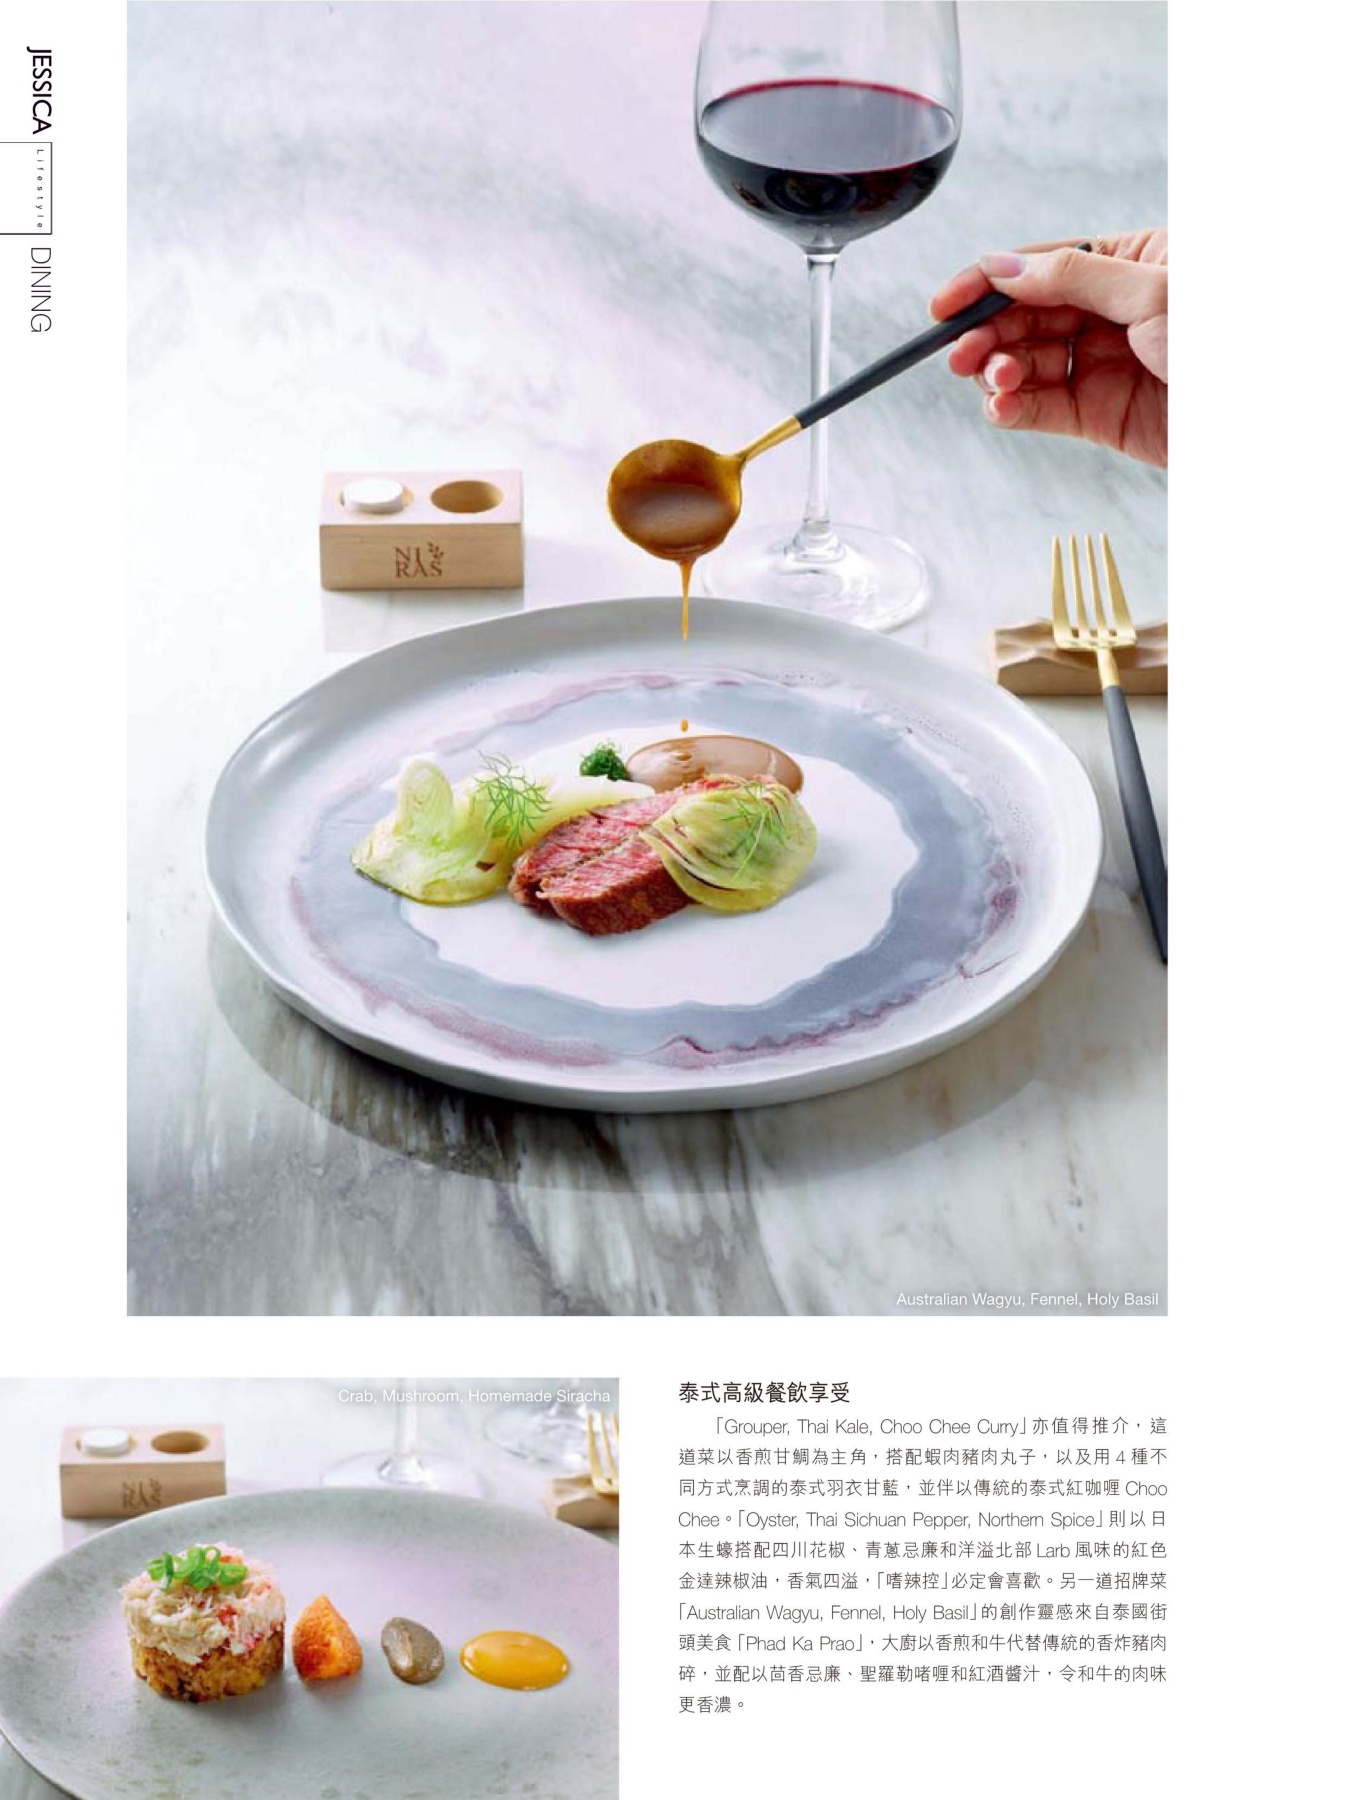 JESSICA
Lifestyle
DINING
NI
RAS
Australian Wagyu, Fennel, Holy Basil
Crab, Mushroom, Homemade Siracha
NI
RAS
泰式高級餐飲享受
「Grouper, Thai Kale, Choo Chee Curry」亦值得推介，這
道菜以香煎甘鯛為主角，搭配蝦肉豬肉丸子，以及用 4 種不
同方式烹調的泰式羽衣甘藍，並伴以傳統的泰式紅咖喱 Choo
Chee。「Oyster, Thai Sichuan Pepper, Northern Spice」則以日
本生蠔搭配四川花椒、青蔥忌廉和洋溢北部 Larb 風味的紅色
金達辣椒油，香氣四溢，「嗜辣控」必定會喜歡。另一道招牌菜
「Australian Wagyu, Fennel, Holy Basil」的創作靈感來自泰國街
頭美食「Phad Ka Prao」，大廚以香煎和牛代替傳統的香炸豬肉
碎，並配以茴香忌廉、聖羅勒啫喱和紅酒醬汁，令和牛的肉味
更香濃。